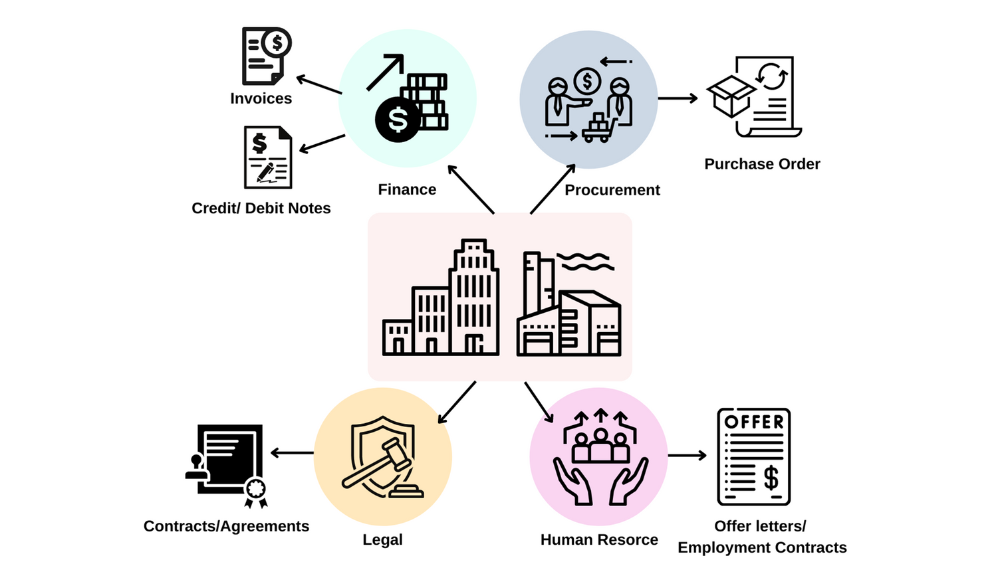 $
Invoices
$
Credit/ Debit Notes
$
Finance
$
Procurement
Purchase Order
Contracts/Agreements
Legal
Human Resorce
OFFER
$
Offer letters/
Employment Contracts